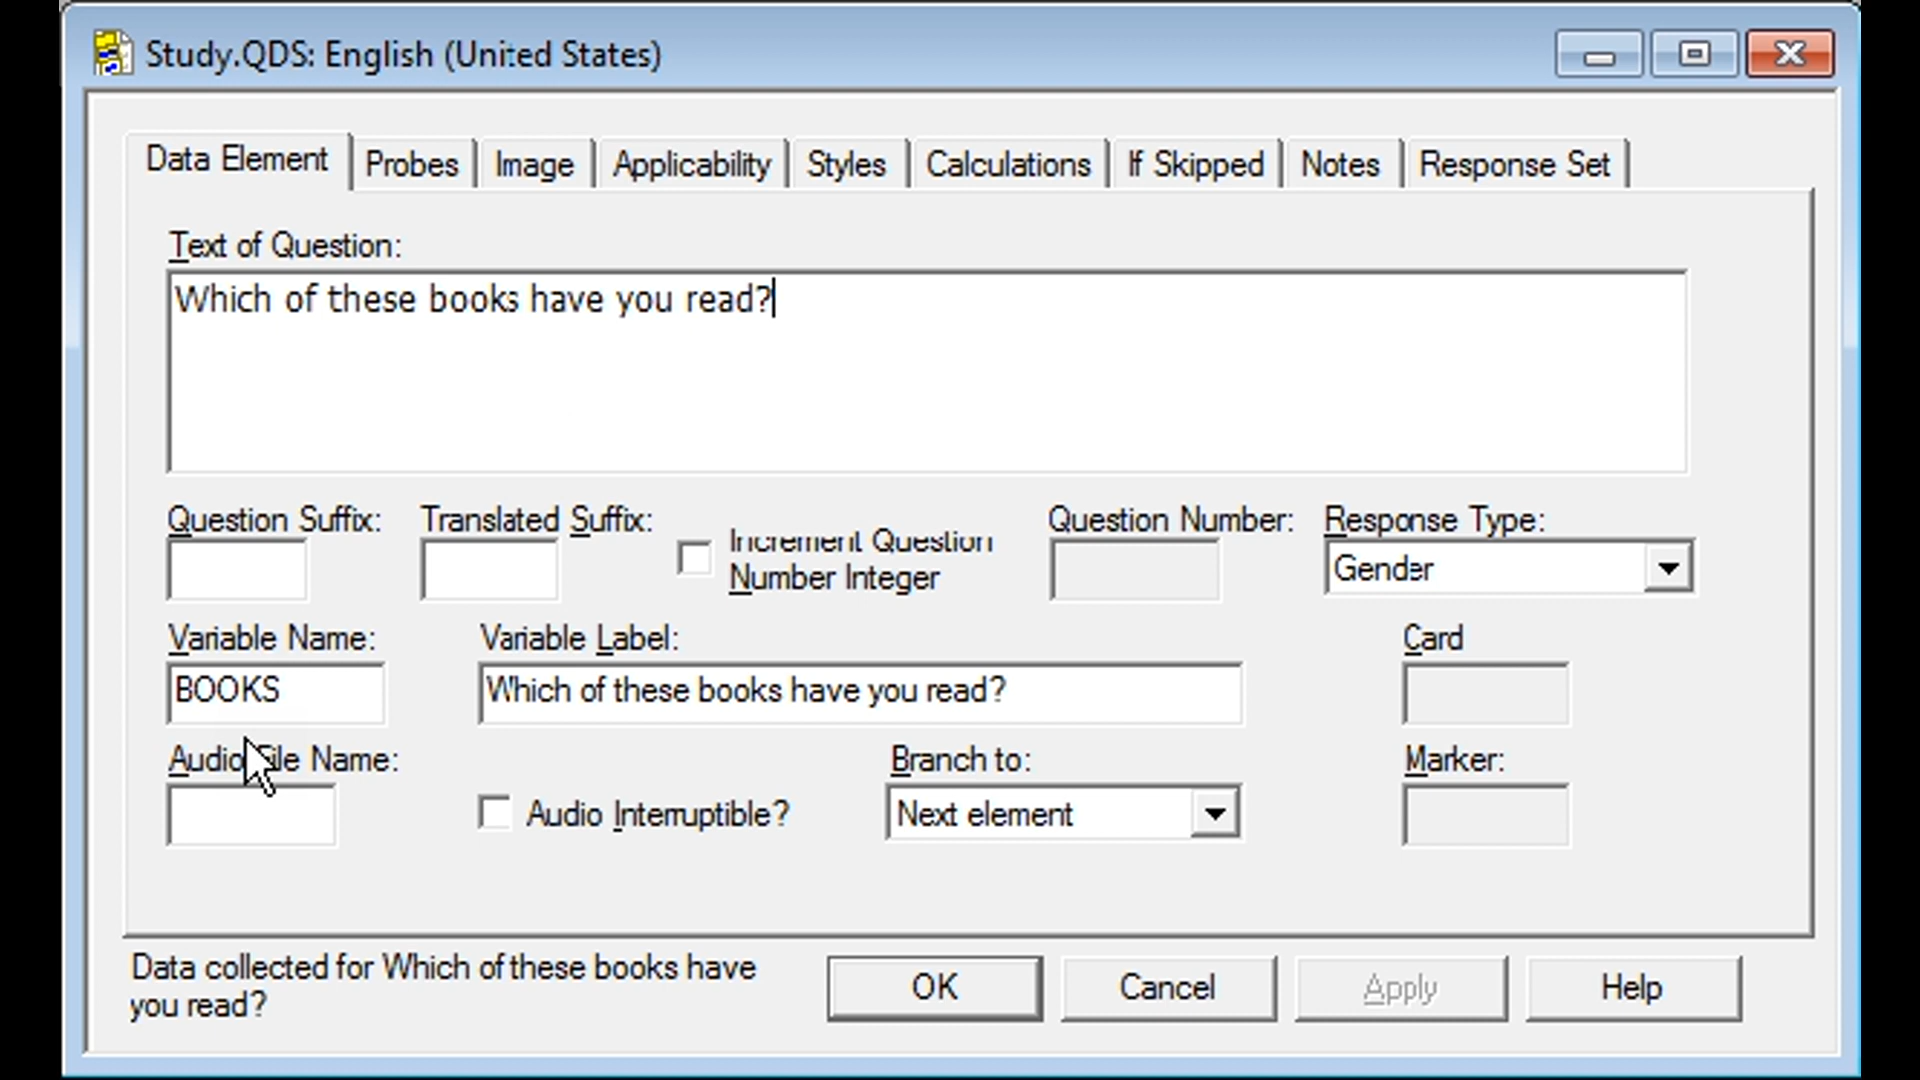 Study.QDS: English (United States)
Data Element Probes Image Applicability Styles Calculations If Skipped Notes Response Set
Text of Question:
Which of these books have you read?
Question Suffix: Translated Suffix: Increment Question Number Integer Question Number: Response Type:
Gender
Variable Name: Variable Label: Card
BOOKS Which of these books have you read?
Audio File Name: Branch to: Marker:
Audio Interruptible? Next element
Data collected for Which of these books have
you read?
OK Cancel Apply Help